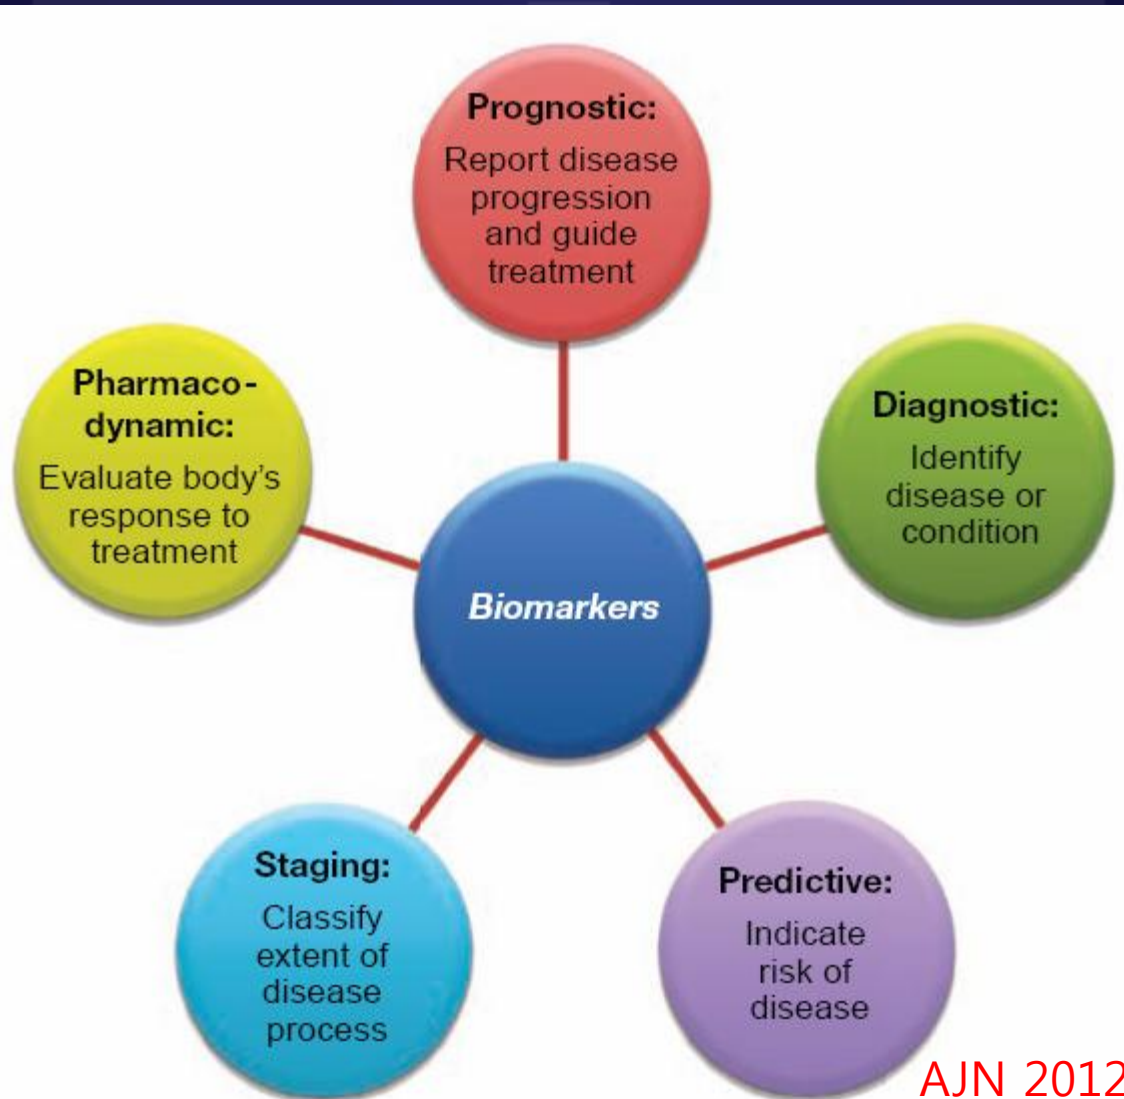 Prognostic:
Report disease
progression
and guide
treatment
Pharmaco-
dynamic:
Evaluate body's
response to
treatment
Diagnostic:
Identify
disease or
condition
Biomarkers
Staging:
Classify
extent of
disease
process
Predictive:
Indicate
risk of
disease
AJN 2012